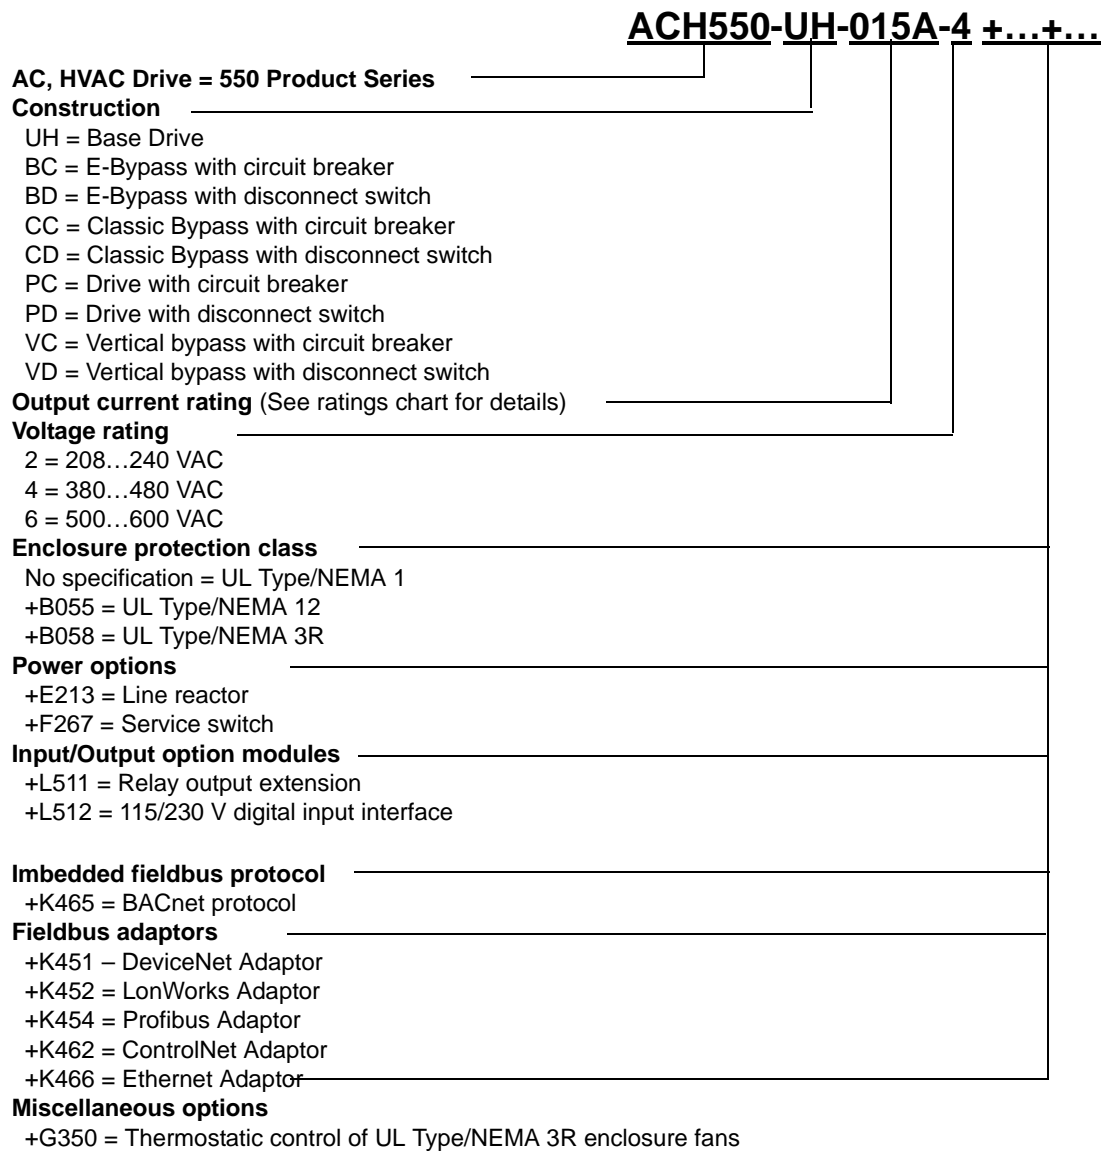 ACH550-UH-015A-4 +…+…
AC, HVAC Drive = 550 Product Series
Construction
UH = Base Drive
BC = E-Bypass with circuit breaker
BD = E-Bypass with disconnect switch
CC = Classic Bypass with circuit breaker
CD = Classic Bypass with disconnect switch
PC = Drive with circuit breaker
PD = Drive with disconnect switch
VC = Vertical bypass with circuit breaker
VD = Vertical bypass with disconnect switch
Output current rating (See ratings chart for details)
Voltage rating
2 = 208…240 VAC
4 = 380…480 VAC
6 = 500…600 VAC
Enclosure protection class
No specification = UL Type/NEMA 1
+B055 = UL Type/NEMA 12
+B058 = UL Type/NEMA 3R
Power options
+E213 = Line reactor
+F267 = Service switch
Input/Output option modules
+L511 = Relay output extension
+L512 = 115/230 V digital input interface
Imbedded fieldbus protocol
+K465 = BACnet protocol
Fieldbus adaptors
+K451 – DeviceNet Adaptor
+K452 = LonWorks Adaptor
+K454 = Profibus Adaptor
+K462 = ControlNet Adaptor
+K466 = Ethernet Adaptor
Miscellaneous options
+G350 = Thermostatic control of UL Type/NEMA 3R enclosure fans